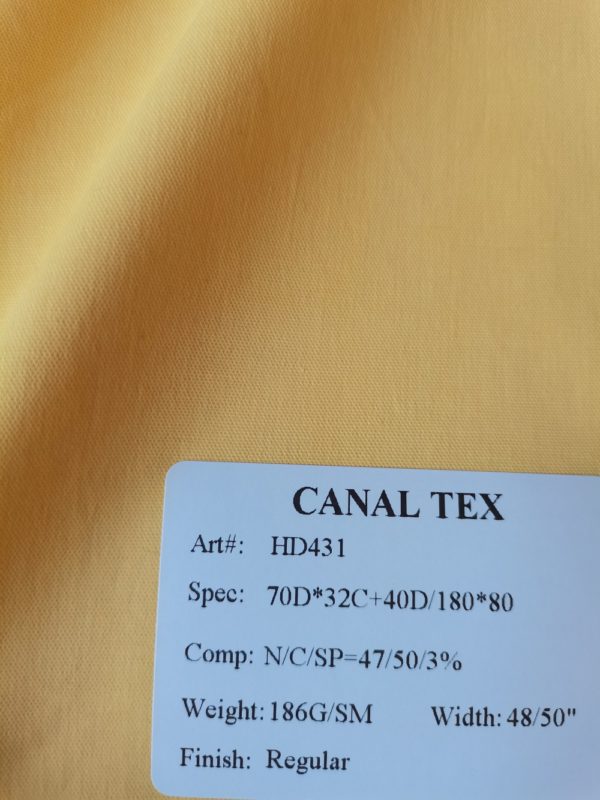 CANAL TEX
Art#: HD431
Spec: 70D*32C+40D/180*80
Comp: N/C/SP=47/50/3%
Weight: 186G/SM Width: 48/50"
Finish: Regular